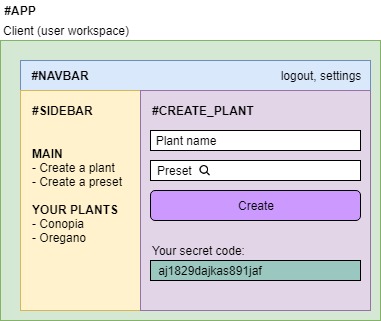 #APP
Client (user workspace)
#NAVBAR
logout, settings
#SIDEBAR
MAIN
- Create a plant
- Create a preset
YOUR PLANTS
- Conopia
- Oregano
#CREATE_PLANT
Plant name
Preset
Create
Your secret code:
aj1829dajkas891jaf